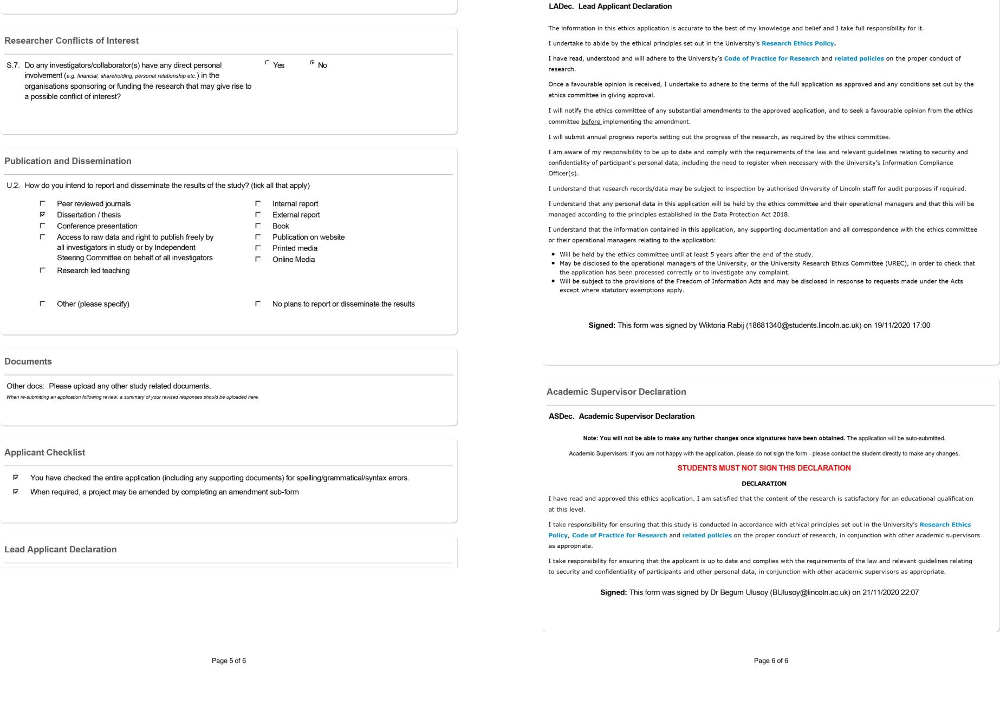 Researcher Conflicts of Interest
S.7. Do any investigators/collaborator(s) have any direct personal
involvement (e.g. financial, shareholding, personal relationship etc.) in the
organisations sponsoring or funding the research that may give rise to
a possible conflict of interest?
Yes No
Publication and Dissemination
U.2. How do you intend to report and disseminate the results of the study? (tick all that apply)
Peer reviewed journals
Dissertation / thesis
Conference presentation
Access to raw data and right to publish freely by
all investigators in study or by Independent
Steering Committee on behalf of all investigators
Research led teaching
Other (please specify)
Internal report
External report
Book
Publication on website
Printed media
Online Media
No plans to report or disseminate the results
Documents
Other docs: Please upload any other study related documents.
When re-submitting an application following review, a summary of your revised responses should be uploaded here.
Applicant Checklist
You have checked the entire application (including any supporting documents) for spelling/grammatical/syntax errors.
When required, a project may be amended by completing an amendment sub-form
Lead Applicant Declaration
Page 5 of 6
LADec. Lead Applicant Declaration
The information in this ethics application is accurate to the best of my knowledge and belief and I take full responsibility for it.
I undertake to abide by the ethical principles set out in the University’s Research Ethics Policy.
I have read, understood and will adhere to the University’s Code of Practice for Research and related policies on the proper conduct of
research.
Once a favourable opinion is received, I undertake to adhere to the terms of the full application as approved and any conditions set out by the
ethics committee in giving approval.
I will notify the ethics committee of any substantial amendments to the approved application, and to seek a favourable opinion from the ethics
committee before implementing the amendment.
I will submit annual progress reports setting out the progress of the research, as required by the ethics committee.
I am aware of my responsibility to be up to date and comply with the requirements of the law and relevant guidelines relating to security and
confidentiality of participant's personal data, including the need to register when necessary with the University’s Information Compliance
Officer(s).
I understand that research records/data may be subject to inspection by authorised University of Lincoln staff for audit purposes if required.
I understand that any personal data in this application will be held by the ethics committee and their operational managers and that this will be
managed according to the principles established in the Data Protection Act 2018.
I understand that the information contained in this application, any supporting documentation and all correspondence with the ethics committee
or their operational managers relating to the application:
• Will be held by the ethics committee until at least 5 years after the end of the study.
• May be disclosed to the operational managers of the University, or the University Research Ethics Committee (UREC), in order to check that
the application has been processed correctly or to investigate any complaint.
• Will be subject to the provisions of the Freedom of Information Acts and may be disclosed in response to requests made under the Acts
except where statutory exemptions apply.
Signed: This form was signed by Wiktoria Rabij (18681340@students.lincoln.ac.uk) on 19/11/2020 17:00
Academic Supervisor Declaration
ASDec. Academic Supervisor Declaration
Note: You will not be able to make any further changes once signatures have been obtained. The application will be auto-submitted.
Academic Supervisors: if you are not happy with the application, please do not sign the form - please contact the student directly to make any changes.
STUDENTS MUST NOT SIGN THIS DECLARATION
DECLARATION
I have read and approved this ethics application. I am satisfied that the content of the research is satisfactory for an educational qualification
at this level.
I take responsibility for ensuring that this study is conducted in accordance with ethical principles set out in the University’s Research Ethics
Policy, Code of Practice for Research and related policies on the proper conduct of research, in conjunction with other academic supervisors
as appropriate.
I take responsibility for ensuring that the applicant is up to date and complies with the requirements of the law and relevant guidelines relating
to security and confidentiality of participants and other personal data, in conjunction with other academic supervisors as appropriate.
Signed: This form was signed by Dr Begum Ulusoy (BUlusoy@lincoln.ac.uk) on 21/11/2020 22:07
Page 6 of 6